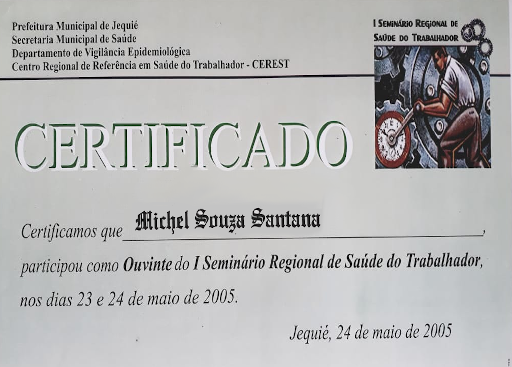 Prefeitura Municipal de Jequié
Secretaria Municipal de Saúde
Departamento de Vigilância Epidemiológica
Centro Regional de Referência em Saúde do Trabalhador - CEREST
I SEMINÁRIO REGIONAL DE
SAÚDE DO TRABALHADOR
CERTIFICADO
Certificamos que Michel Souza Santana,
participou como Ouvinte do I Seminário Regional de Saúde do Trabalhador,
nos dias 23 e 24 de maio de 2005.
Jequié, 24 de maio de 2005